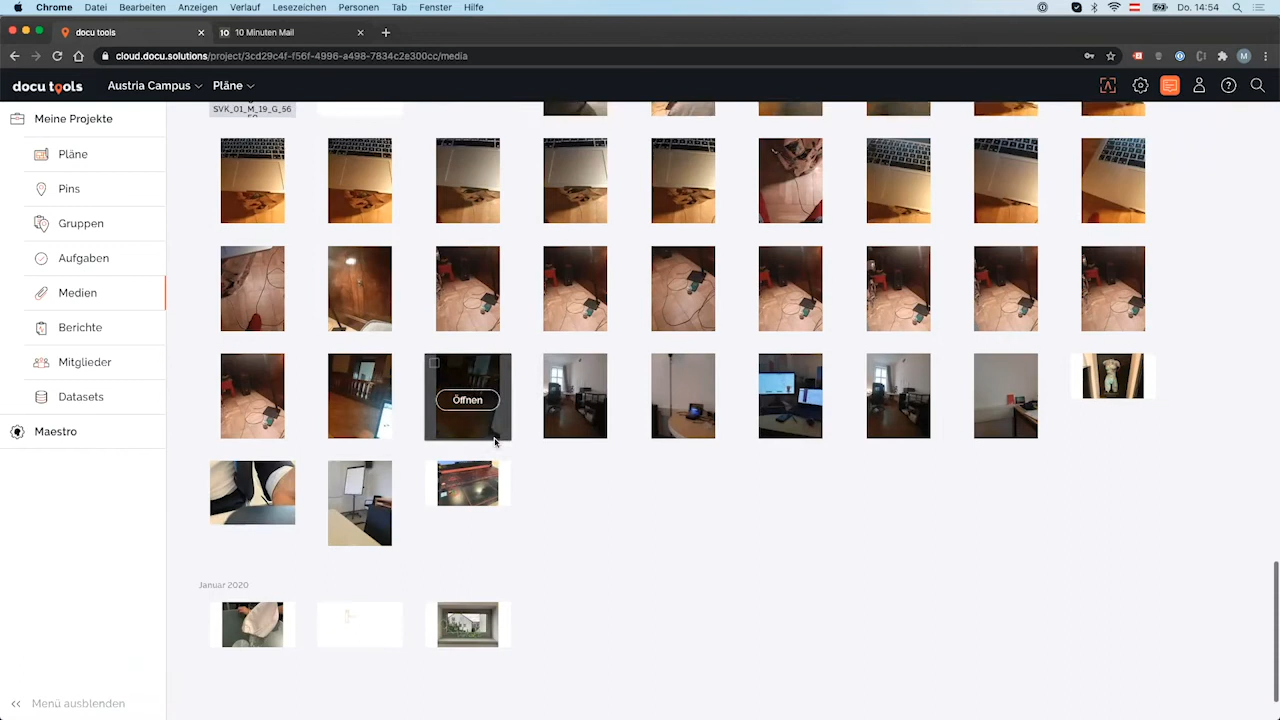 Chrome Datei Bearbeiten Anzeigen Verlauf Lesezeichen Personen Tab Fenster Hilfe Do. 14:54
docu tools 10 10 Minuten Mail
cloud.docu.solutions/project/3cd29c4f-f56f-4996-a498-7834c2e300cc/media M
docu tools Austria Campus Pläne
SVK_01_M_19_G_56
Meine Projekte
Pläne
Pins
Gruppen
Aufgaben
Medien
Berichte
Mitglieder
Datasets
Maestro
Öffnen
Januar 2020
Menü ausblenden